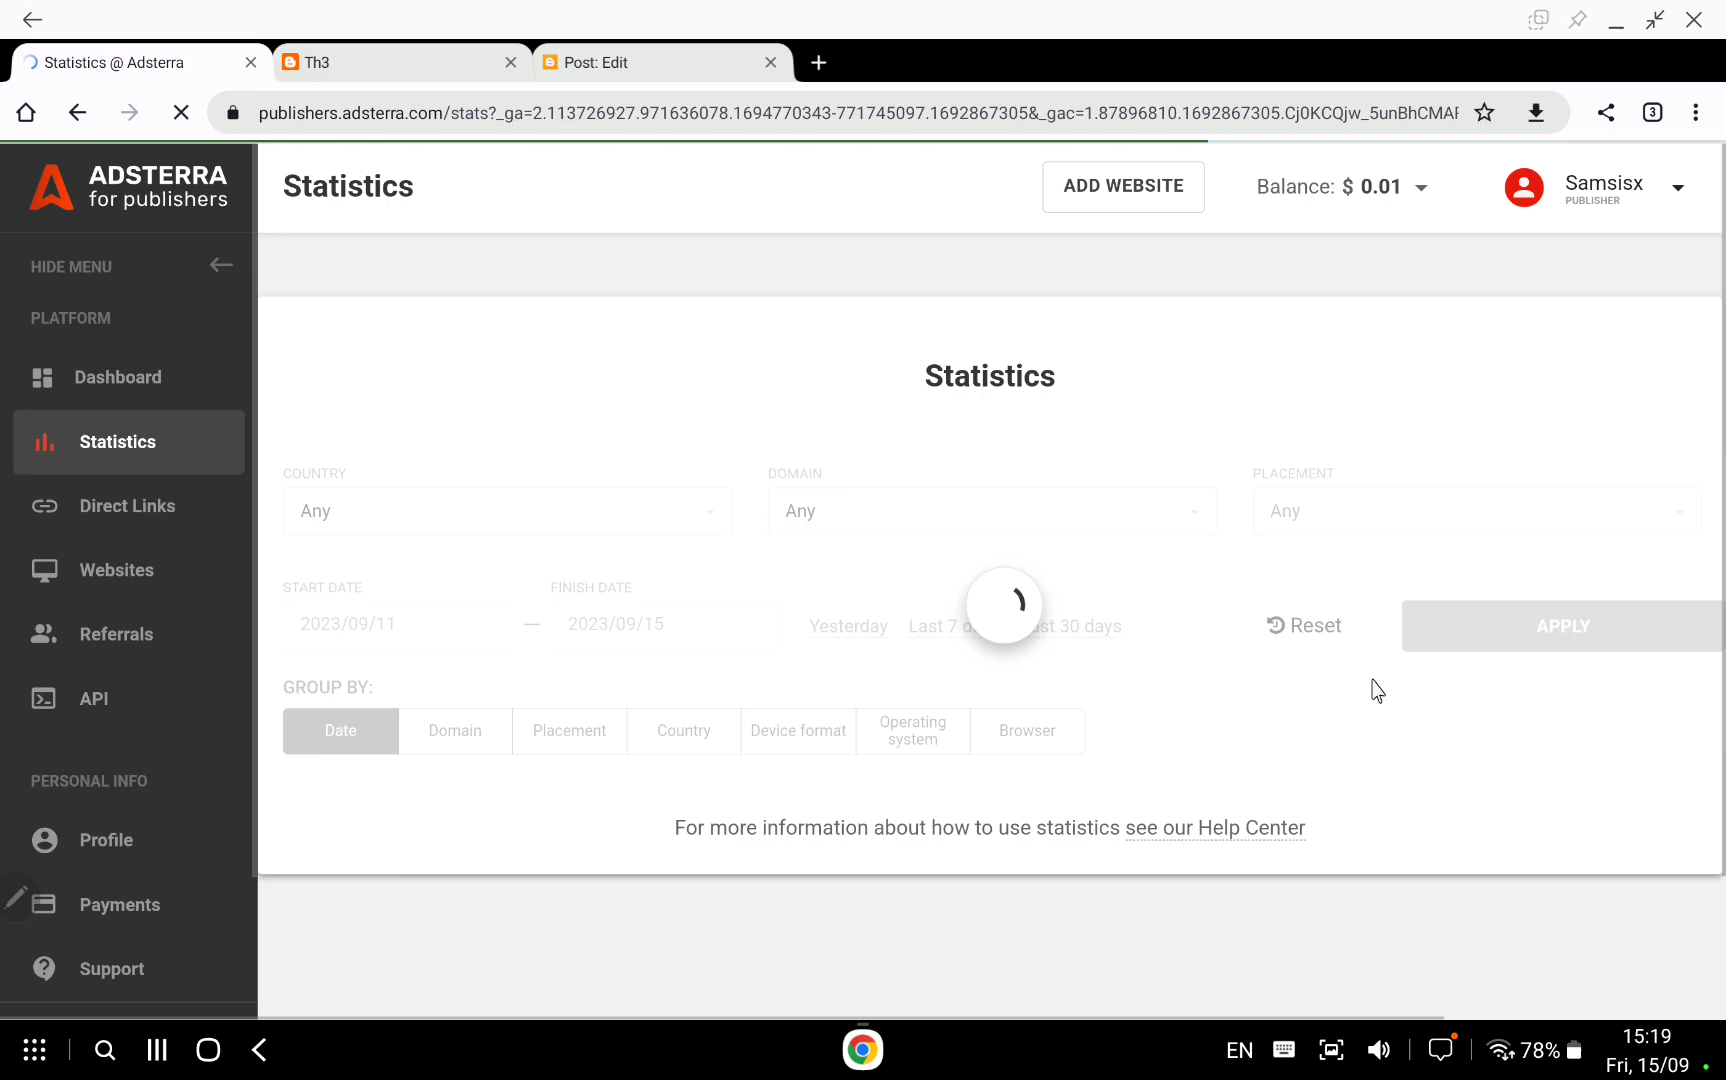 Statistics @ Adsterra
Th3
Post: Edit
publishers.adsterra.com/stats?_ga=2.113726927.971636078.1694770343-771745097.1692867305&_gac=1.87896810.1692867305.Cj0KCQjw_5unBhCMAF
3
ADSTERRA
for publishers
Statistics
ADD WEBSITE
Balance: $ 0.01
Samsisx
PUBLISHER
HIDE MENU
PLATFORM
Dashboard
Statistics
Direct Links
Websites
Referrals
API
PERSONAL INFO
Profile
Payments
Support
Statistics
COUNTRY
Any
DOMAIN
Any
PLACEMENT
Any
START DATE
2023/09/11
—
FINISH DATE
2023/09/15
Yesterday
Last 7 d
st 30 days
Reset
APPLY
GROUP BY:
Date
Domain
Placement
Country
Device format
Operating
system
Browser
For more information about how to use statistics see our Help Center
EN
78%
15:19
Fri, 15/09